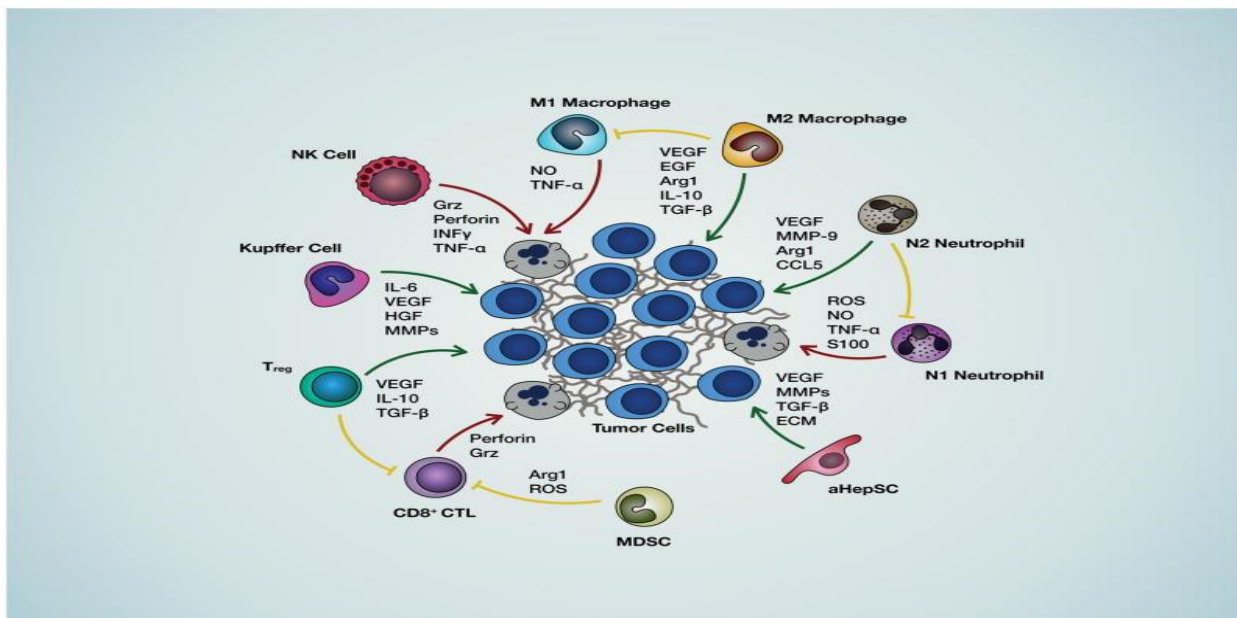 M1 Macrophage
M2 Macrophage
NK Cell
NO
TNF-α
VEGF
EGF
Arg1
IL-10
TGF-β
Grz
Perforin
INFγ
TNF-α
Kupffer Cell
VEGF
MMP-9
Arg1
CCL5
N2 Neutrophil
IL-6
VEGF
HGF
MMPs
ROS
NO
TNF-α
S100
Treg
N1 Neutrophil
VEGF
IL-10
TGF-β
VEGF
MMPs
TGF-β
ECM
Tumor Cells
Perforin
Grz
Arg1
ROS
aHepSC
CD8⁺ CTL
MDSC